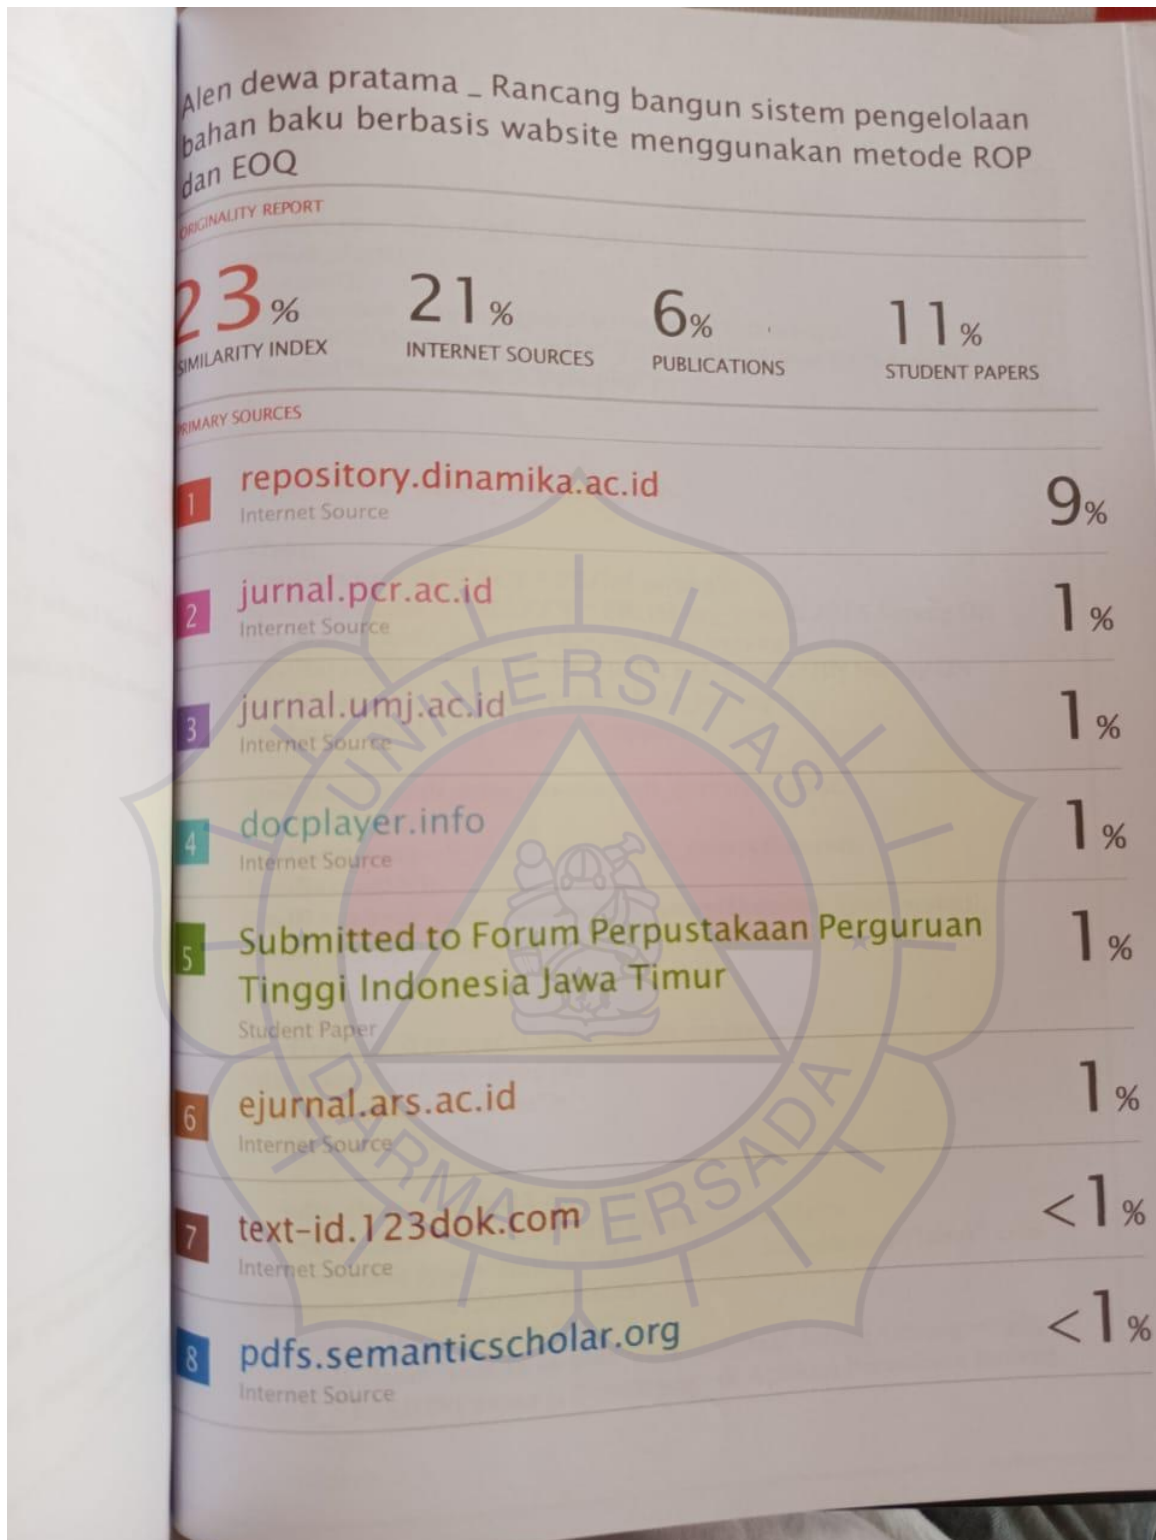 Alen dewa pratama _ Rancang bangun sistem pengelolaan
bahan baku berbasis wabsite menggunakan metode ROP
dan EOQ
ORIGINALITY REPORT
23% 21% 6% 11%
SIMILARITY INDEX INTERNET SOURCES PUBLICATIONS STUDENT PAPERS
PRIMARY SOURCES
1 repository.dinamika.ac.id 9%
Internet Source
2 jurnal.pcr.ac.id 1%
Internet Source
3 jurnal.umj.ac.id 1%
Internet Source
4 docplayer.info 1%
Internet Source
5 Submitted to Forum Perpustakaan Perguruan 1%
Tinggi Indonesia Jawa Timur
Student Paper
6 ejurnal.ars.ac.id 1%
Internet Source
7 text-id.123dok.com <1%
Internet Source
8 pdfs.semanticscholar.org <1%
Internet Source
UNIVERSITAS
DARMA PERSADA